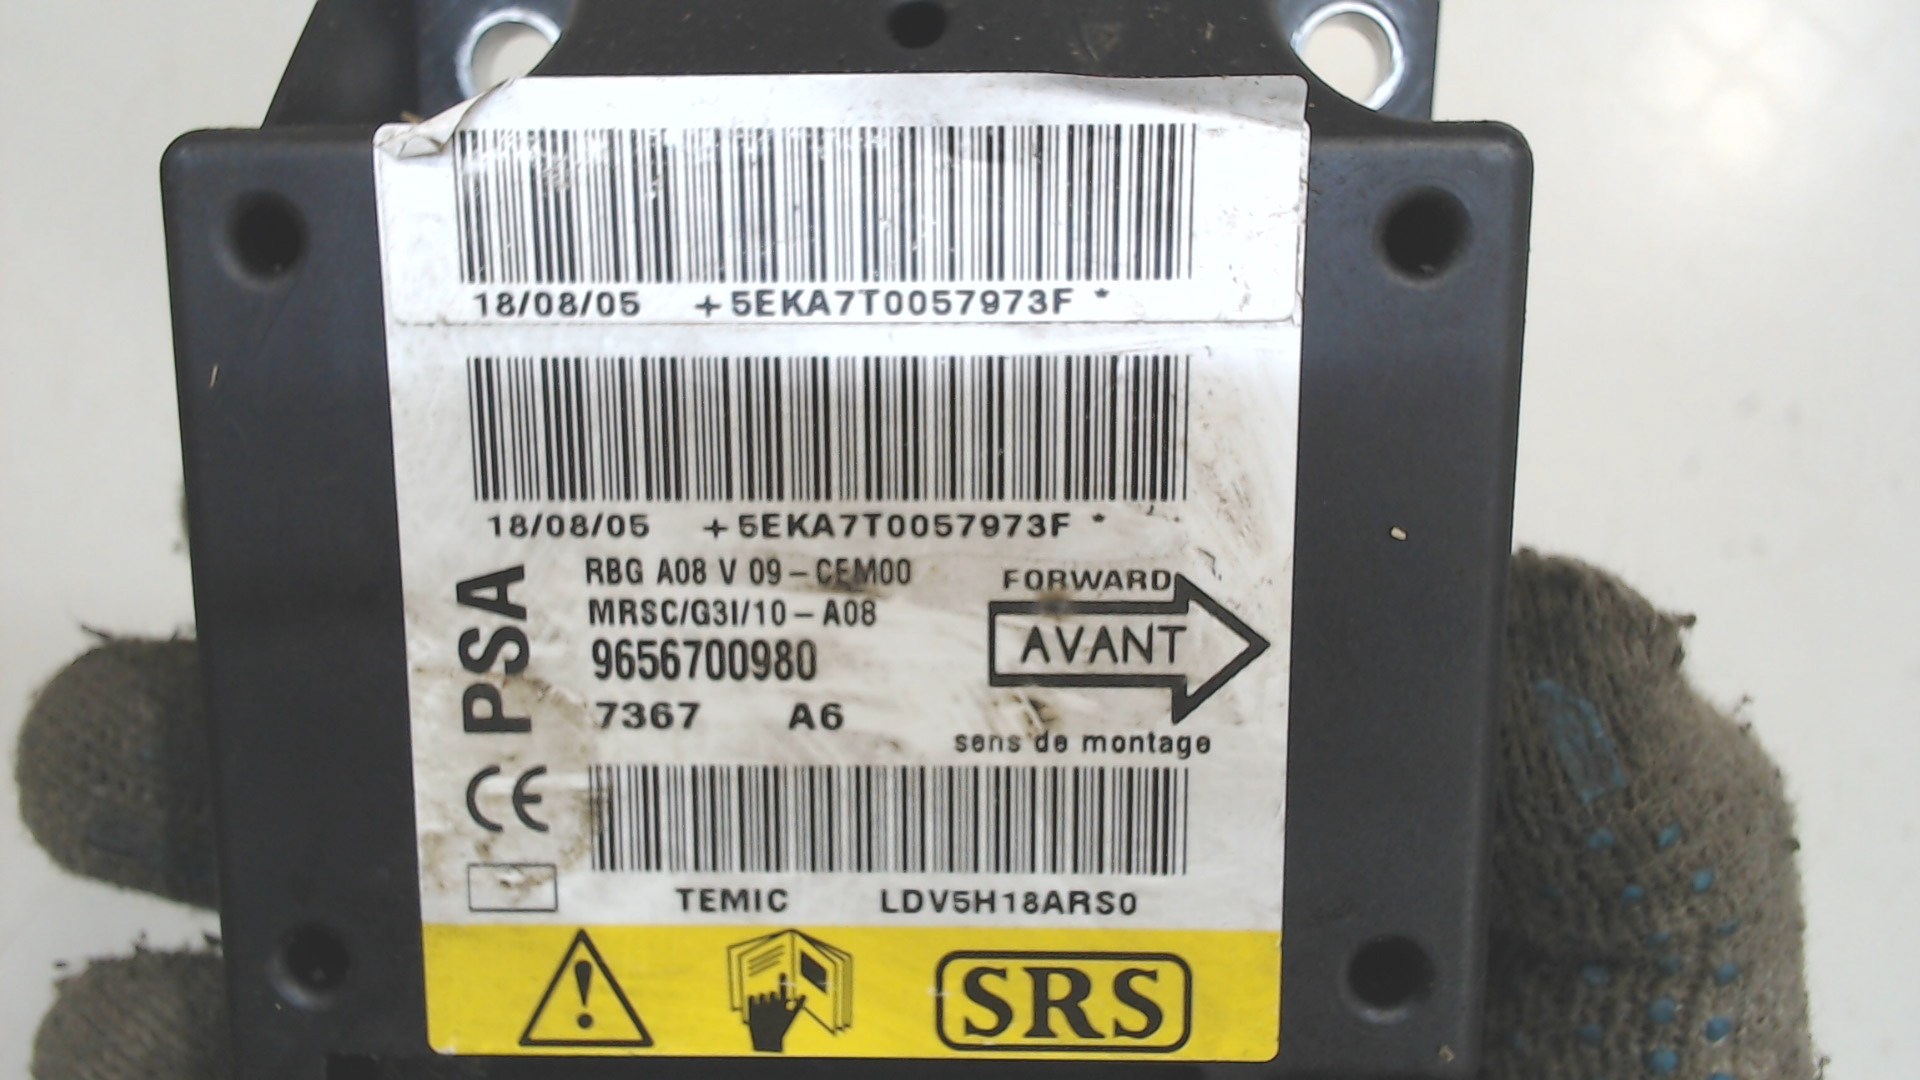 18/08/05 +5EKA7T0057973F *
18/08/05 +5EKA7T0057973F *
PSA
RBG A08 V 09-CEM00
MRSC/G3I/10-A08
9656700980
7367 A6
FORWARD
AVANT
sens de montage
CE
TEMIC LDV5H18ARS0
SRS